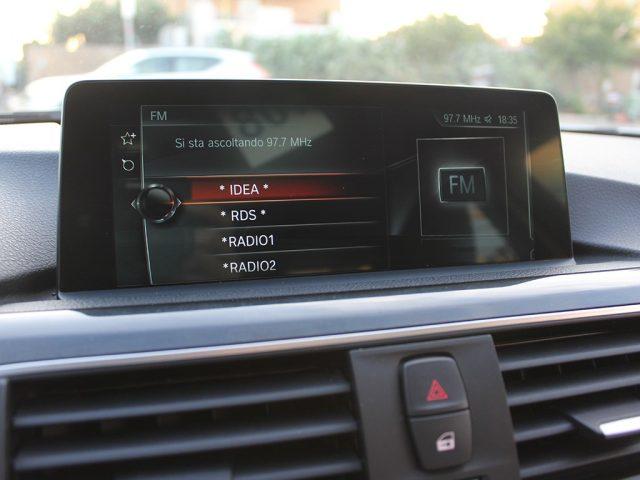 FM
97.7 MHz 18:35
Si sta ascoltando 97.7 MHz
FM
* IDEA *
* RDS *
*RADIO1
*RADIO2